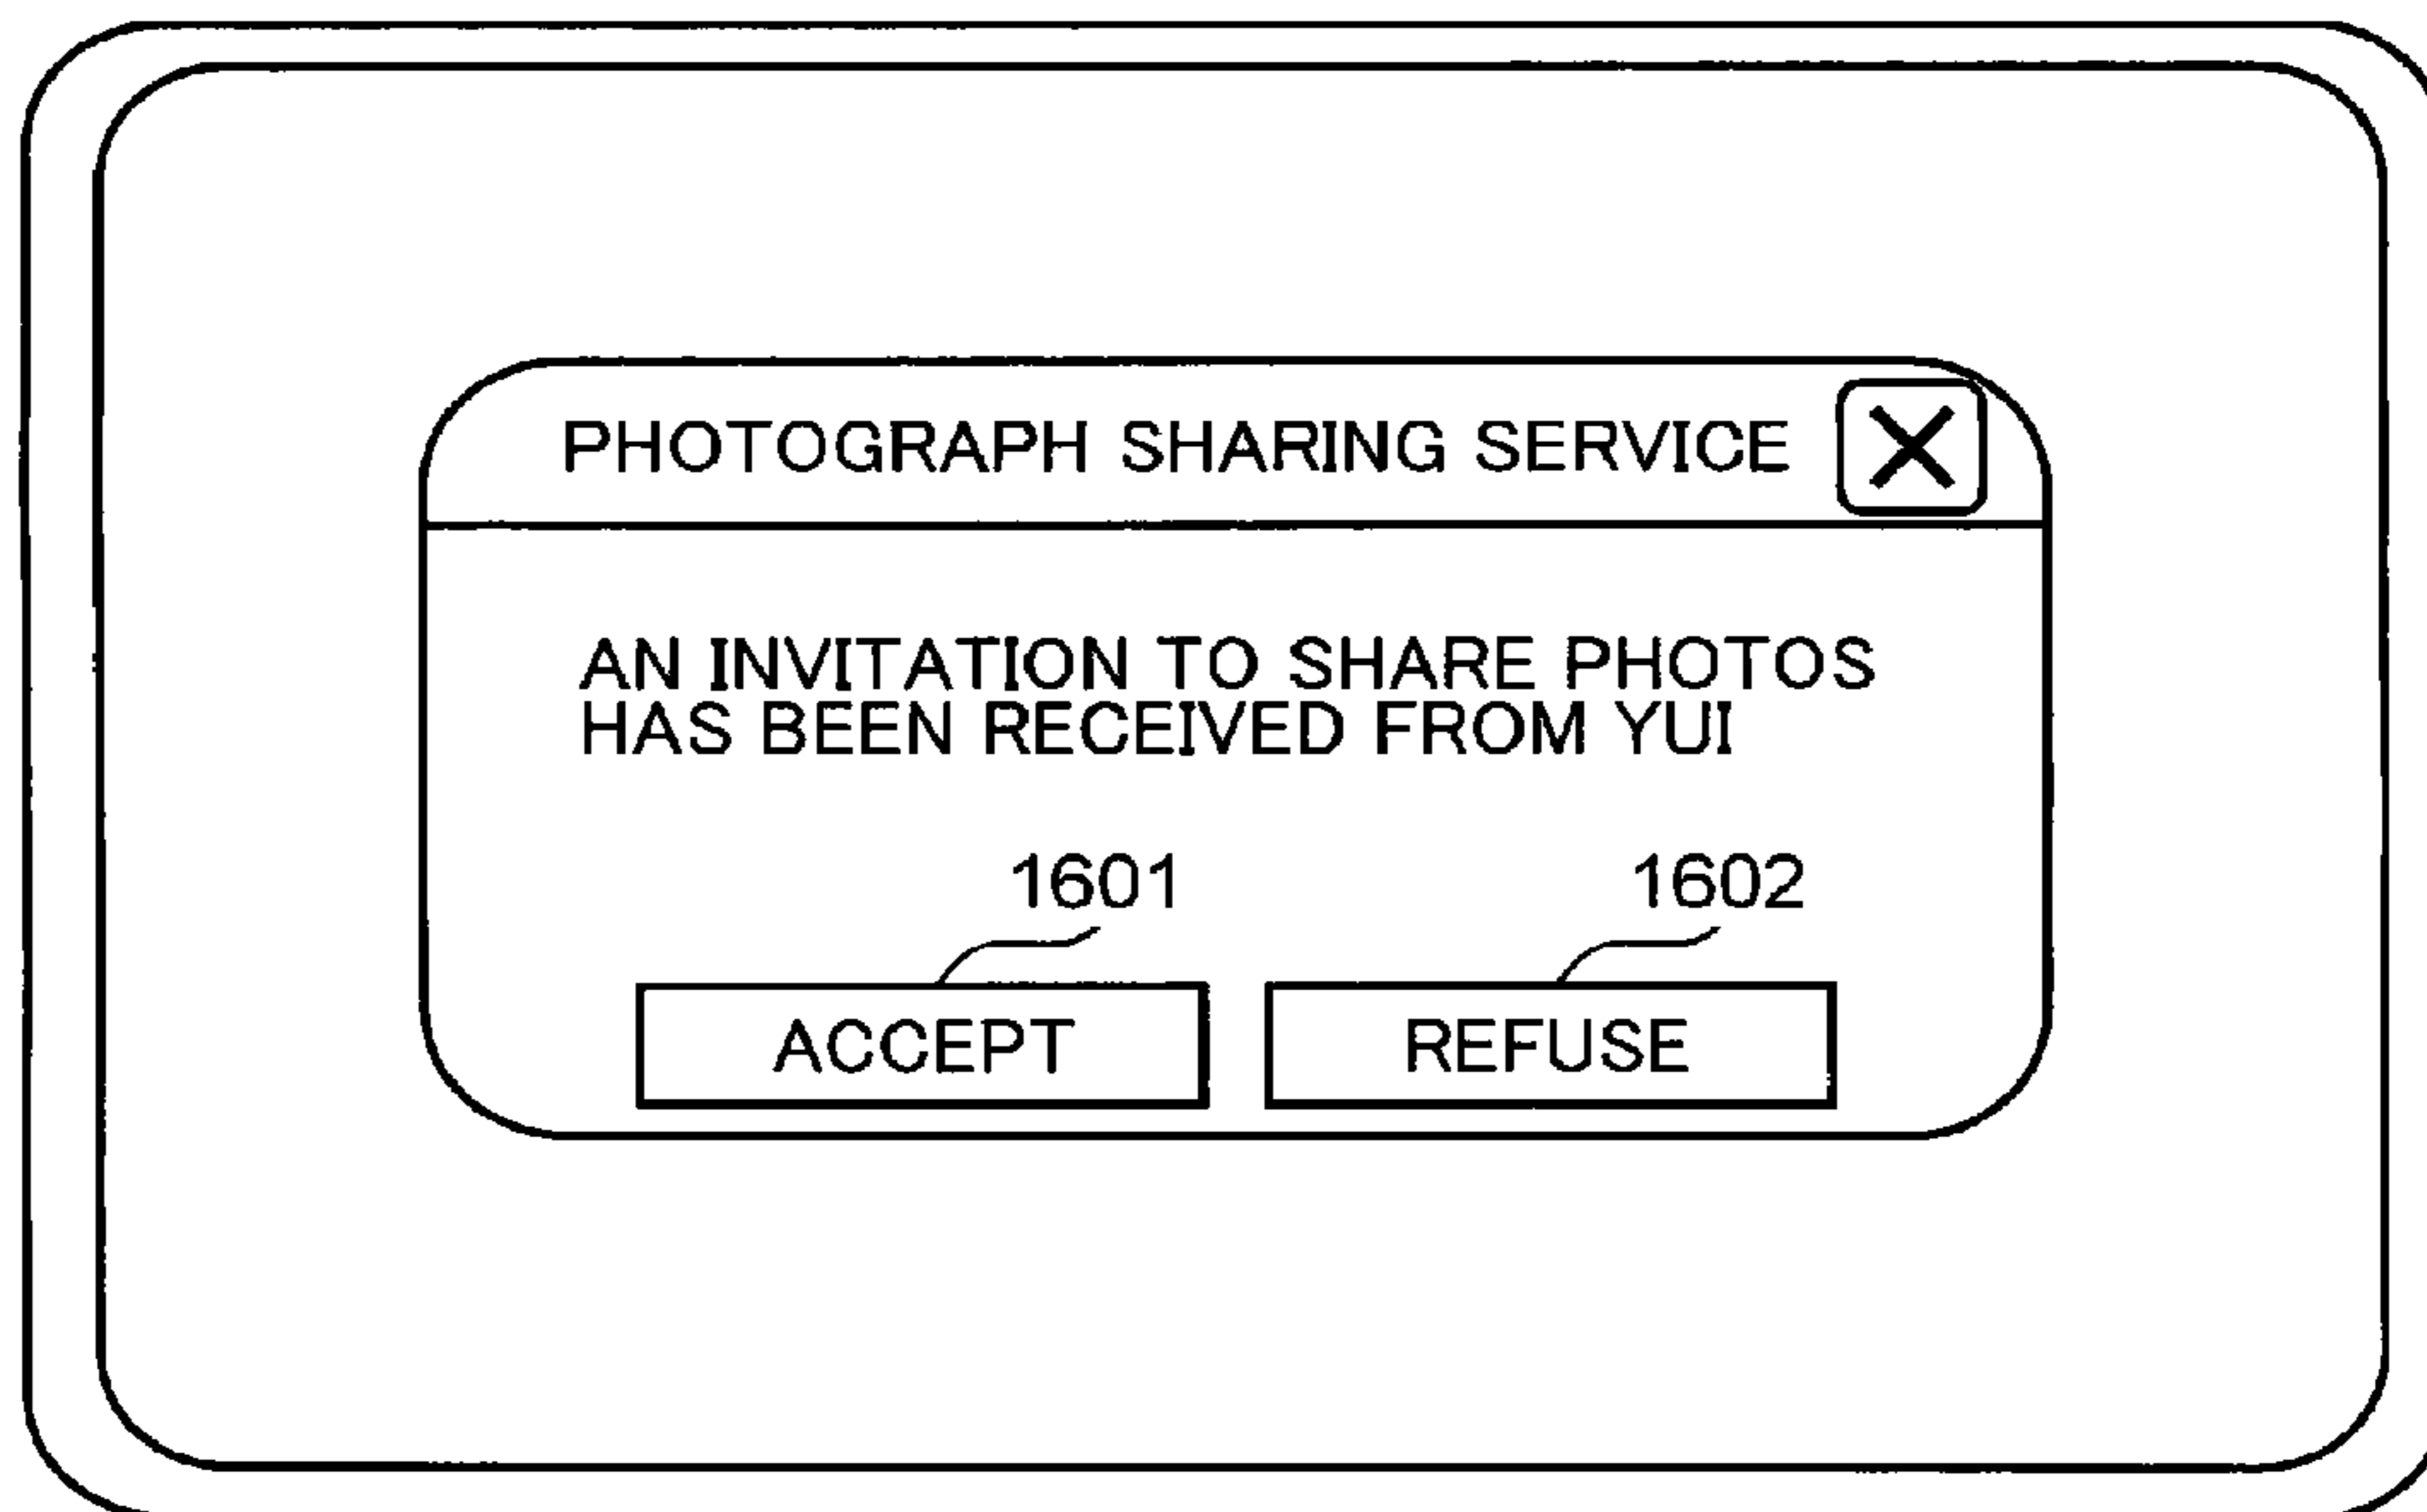 PHOTOGRAPH SHARING SERVICE
AN INVITATION TO SHARE PHOTOS
HAS BEEN RECEIVED FROM YUI
1601 1602
ACCEPT REFUSE